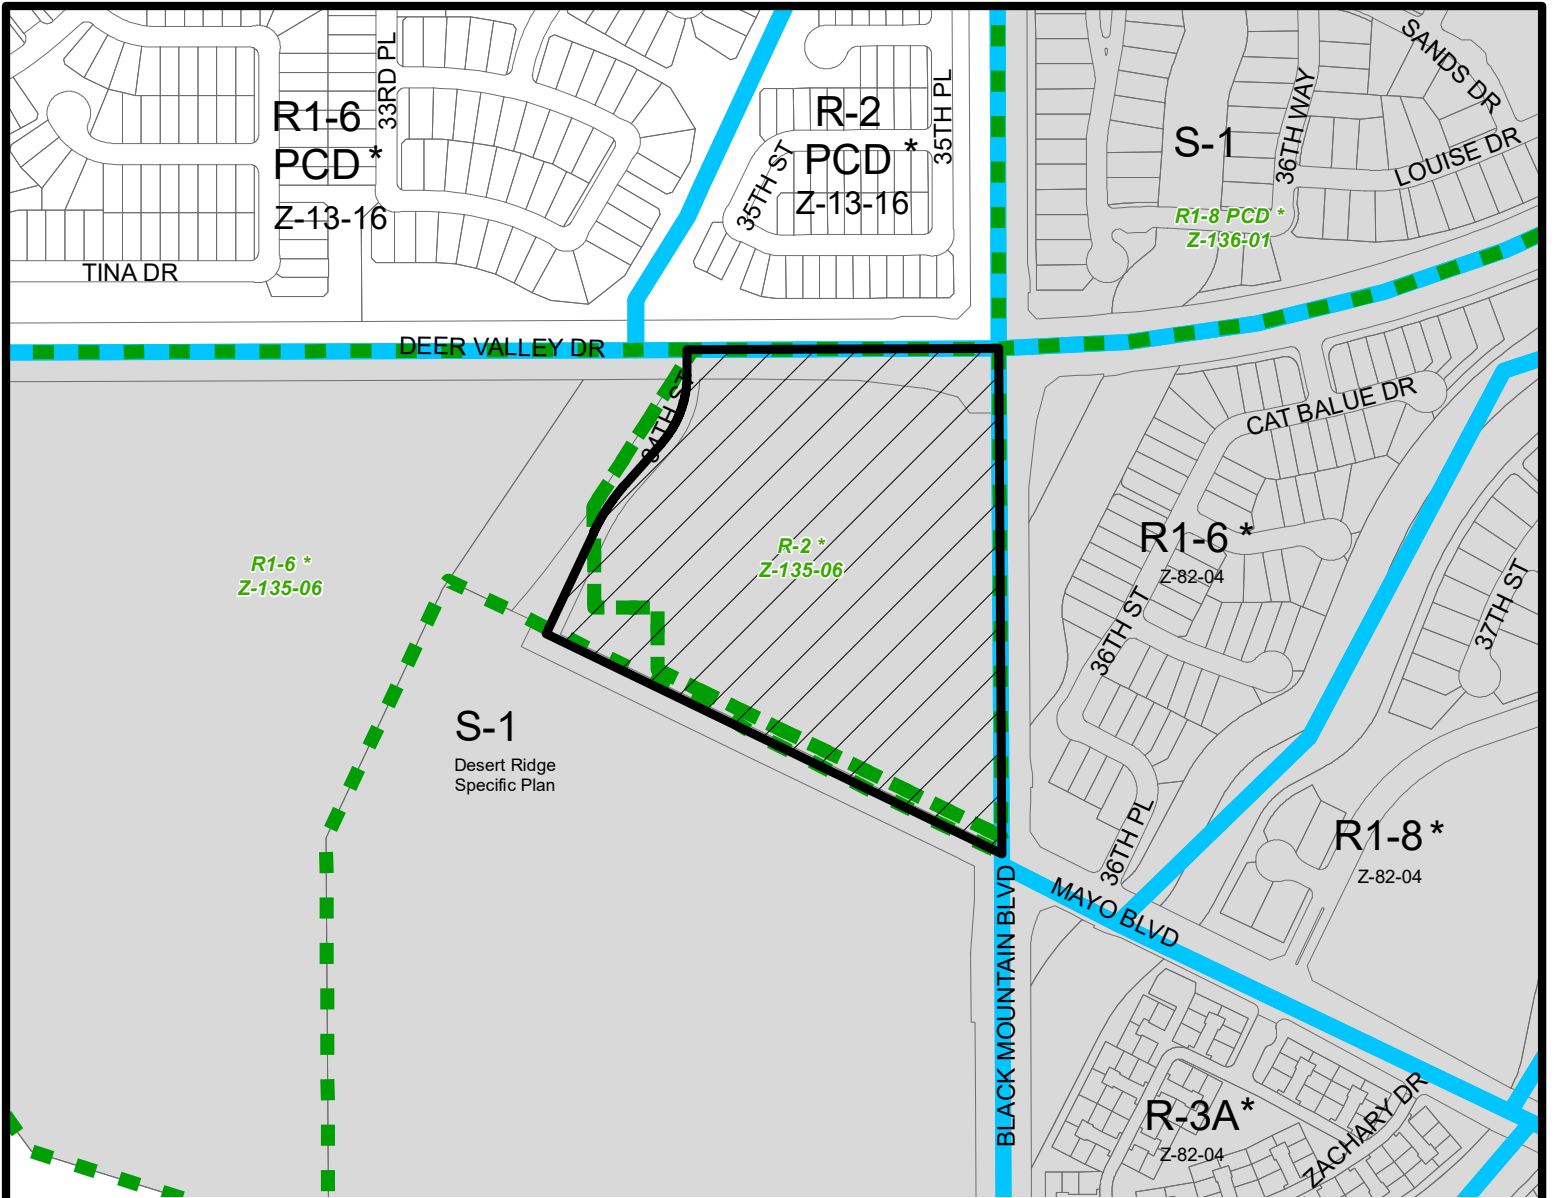 SANDS DR
33RD PL
R1-6
PCD *
Z-13-16
R-2
PCD *
Z-13-16
35TH PL
35TH ST
S-1
36TH WAY
LOUISE DR
R1-8 PCD *
Z-136-01
TINA DR
DEER VALLEY DR
34TH ST
CAT BALUE DR
R1-6 *
Z-135-06
R-2 *
Z-135-06
R1-6 *
Z-82-04
36TH ST
37TH ST
S-1
Desert Ridge
Specific Plan
36TH PL
R1-8 *
Z-82-04
MAYO BLVD
BLACK MOUNTAIN BLVD
R-3A*
Z-82-04
ZACHARY DR